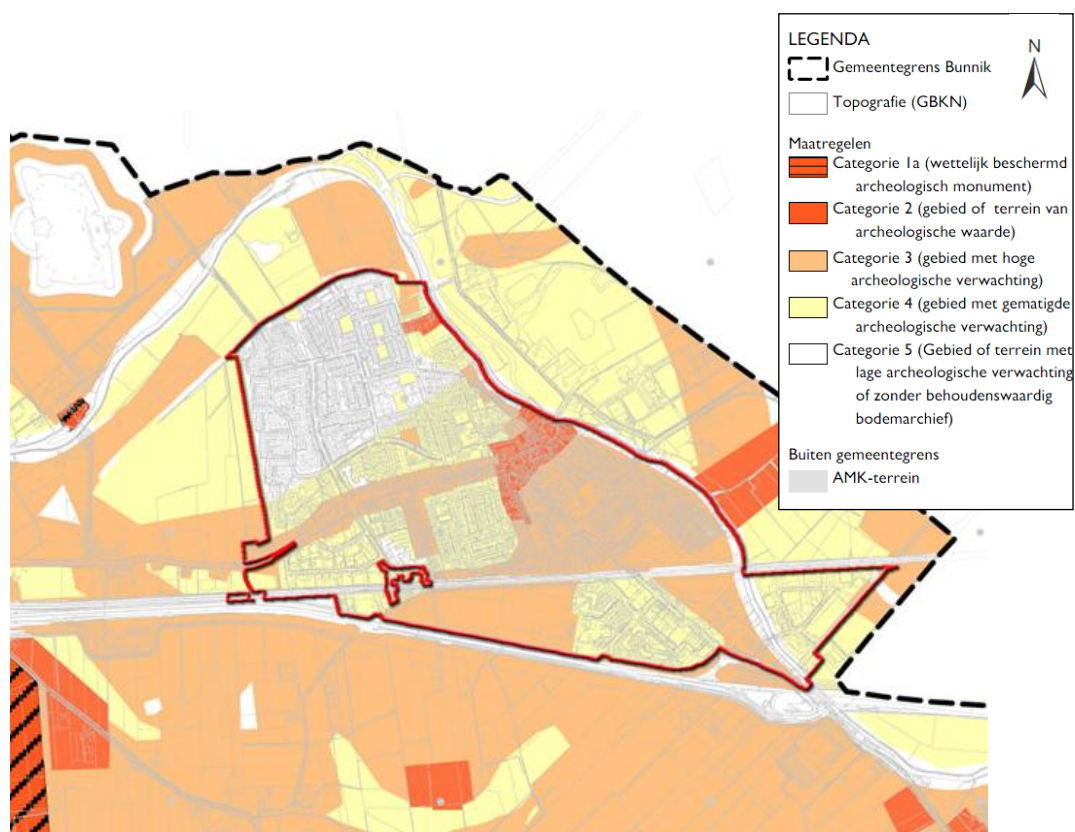 LEGENDA
N
Gemeentegrens Bunnik
Topografie (GBKN)
Maatregelen
Categorie 1a (wettelijk beschermd
archeologisch monument)
Categorie 2 (gebied of terrein van
archeologische waarde)
Categorie 3 (gebied met hoge
archeologische verwachting)
Categorie 4 (gebied met gematigde
archeologische verwachting)
Categorie 5 (Gebied of terrein met
lage archeologische verwachting
of zonder behoudenswaardig
bodemarchief)
Buiten gemeentegrens
AMK-terrein